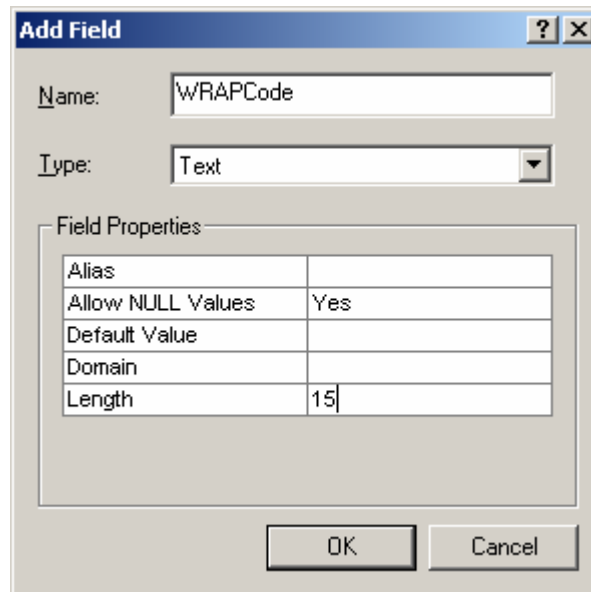 Add Field
Name: WRAPCode
Type: Text
Field Properties
Alias
Allow NULL Values Yes
Default Value
Domain
Length 15
OK Cancel